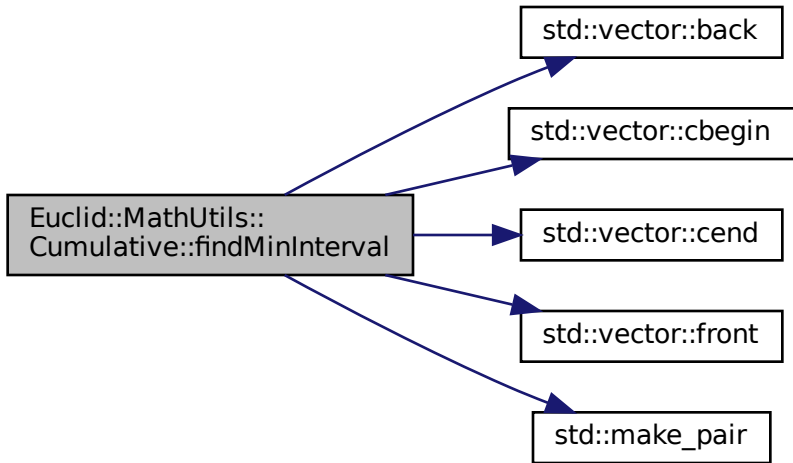 Euclid::MathUtils::
Cumulative::findMinInterval
std::vector::back
std::vector::cbegin
std::vector::cend
std::vector::front
std::make_pair